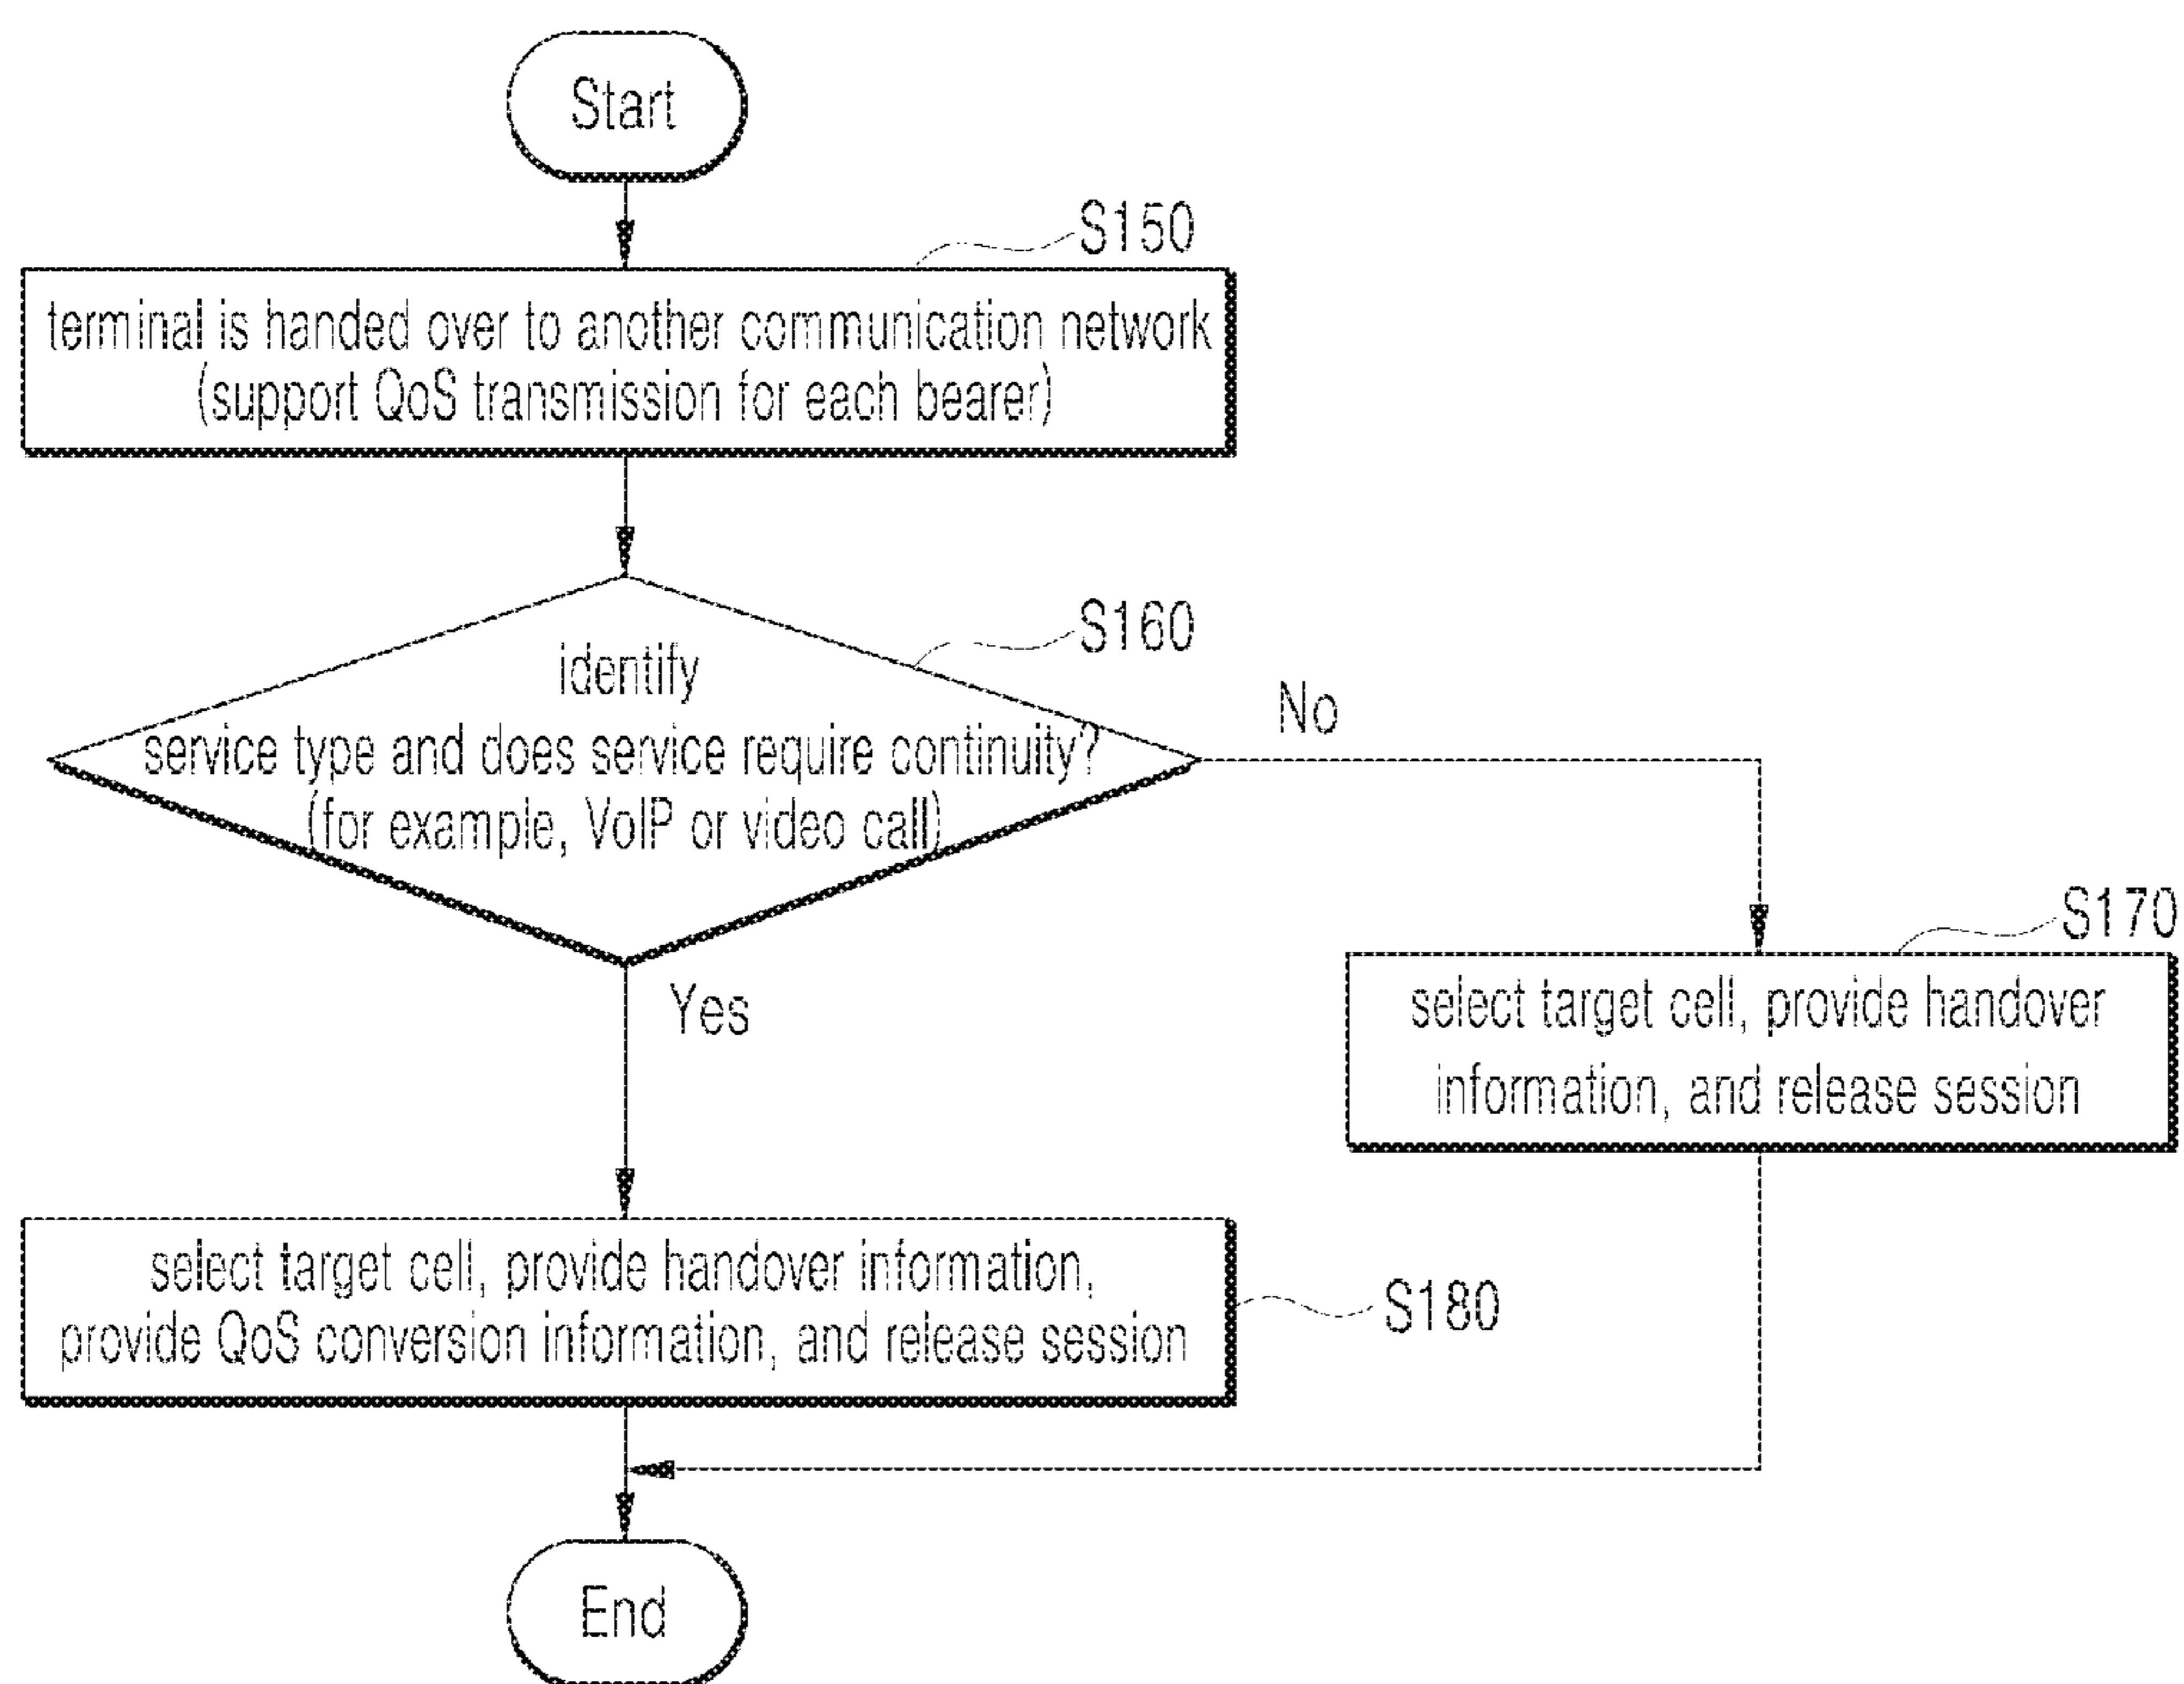 Start
S150
terminal is handed over to another communication network
(support QoS transmission for each bearer)
S160
identify
service type and does service require continuity?
(for example, VoIP or video call)
No
Yes
S170
select target cell, provide handover
information, and release session
select target cell, provide handover information,
provide QoS conversion information, and release session
S180
End